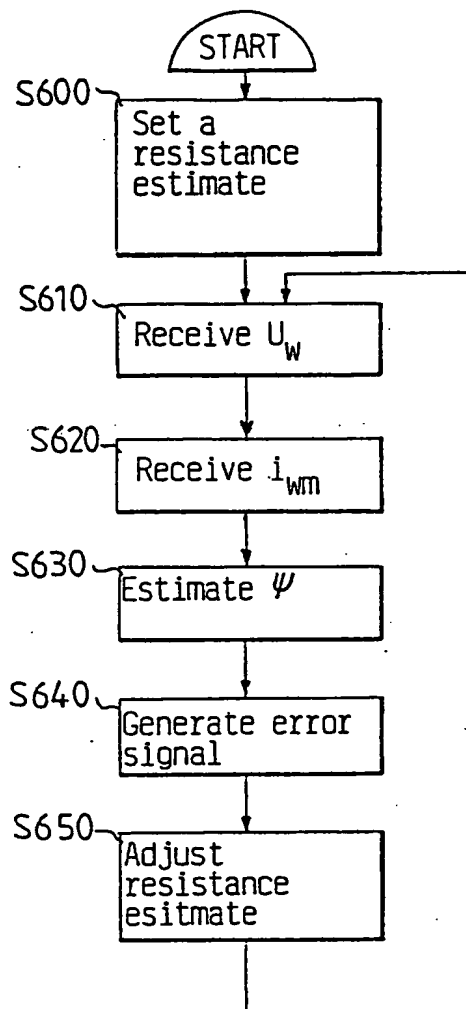 START
S600
Set a
resistance
estimate
S610
Receive U_w
S620
Receive i_wm
S630
Estimate ψ
S640
Generate error
signal
S650
Adjust
resistance
esitmate